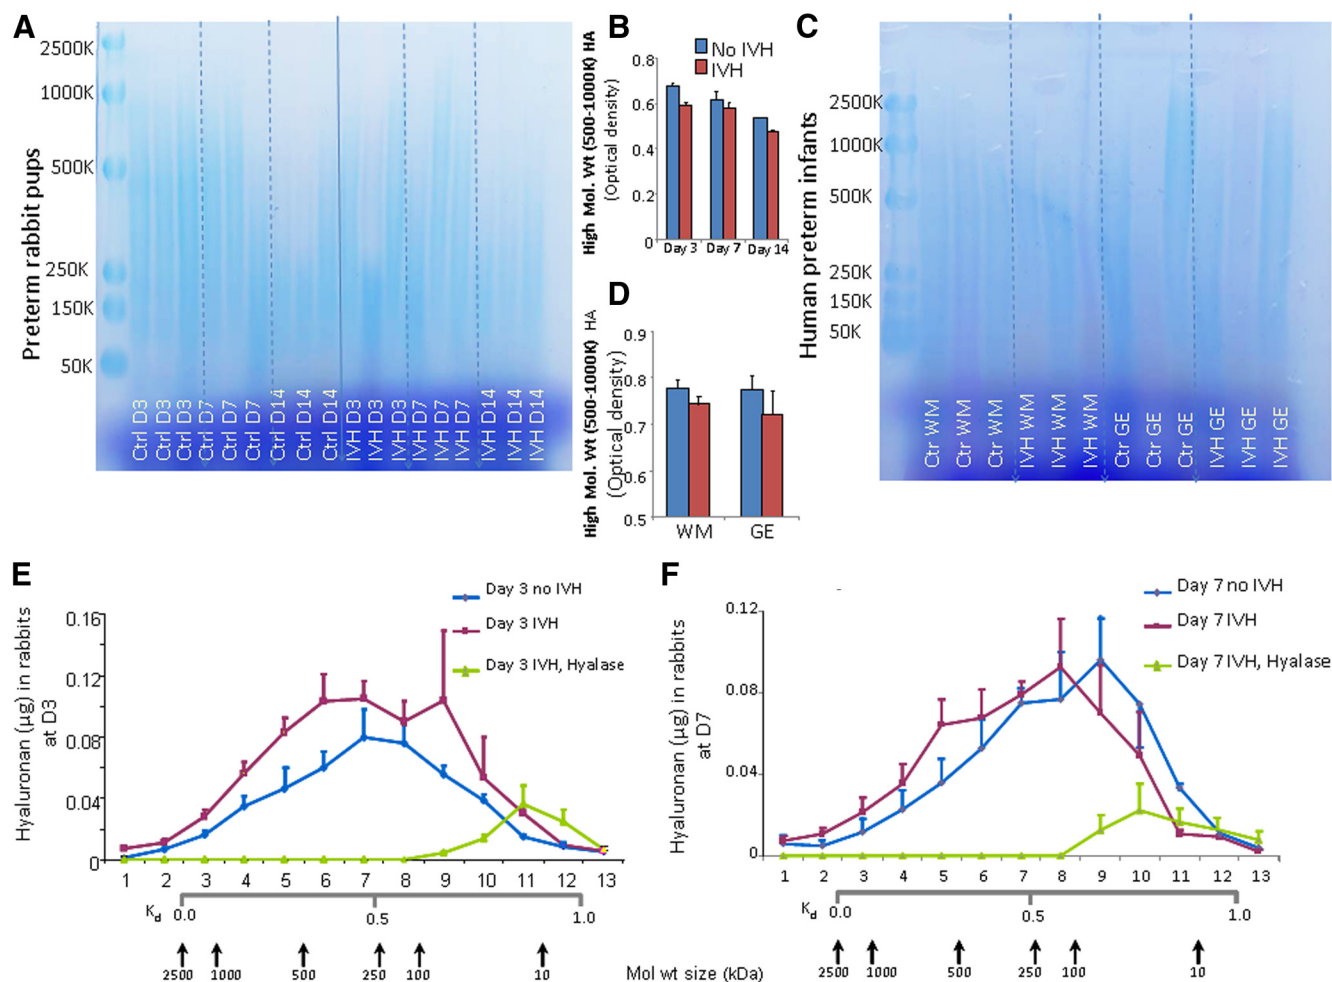 A
Preterm rabbit pups
2500K
1000K
500K
250K
150K
50K
Ctrl D3
Ctrl D3
Ctrl D3
Ctrl D7
Ctrl D7
Ctrl D7
Ctrl D14
Ctrl D14
Ctrl D14
IVH D3
IVH D3
IVH D3
IVH D7
IVH D7
IVH D7
IVH D14
IVH D14
IVH D14
B
High Mol. Wt (500-1000K) HA
(Optical density)
No IVH
IVH
0.8
0.6
0.4
0.2
0
Day 3 Day 7 Day 14
C
Human preterm infants
2500K
1000K
500K
250K
150K
50K
Ctr WM
Ctr WM
Ctr WM
IVH WM
IVH WM
IVH WM
Ctr GE
Ctr GE
Ctr GE
IVH GE
IVH GE
IVH GE
D
High Mol. Wt (500-1000K) HA
(Optical density)
0.9
0.8
0.7
0.6
0.5
WM GE
E
Hyaluronan (µg) in rabbits
at D3
Day 3 no IVH
Day 3 IVH
Day 3 IVH, Hyalase
0.16
0.12
0.08
0.04
0
1 2 3 4 5 6 7 8 9 10 11 12 13
Kd 0.0 0.5 1.0
2500 1000 500 250 100 10
Mol wt size (kDa)
F
Hyaluronan (µg) in rabbits
at D7
Day 7 no IVH
Day 7 IVH
Day 7 IVH, Hyalase
0.12
0.08
0.04
0
1 2 3 4 5 6 7 8 9 10 11 12 13
Kd 0.0 0.5 1.0
2500 1000 500 250 100 10